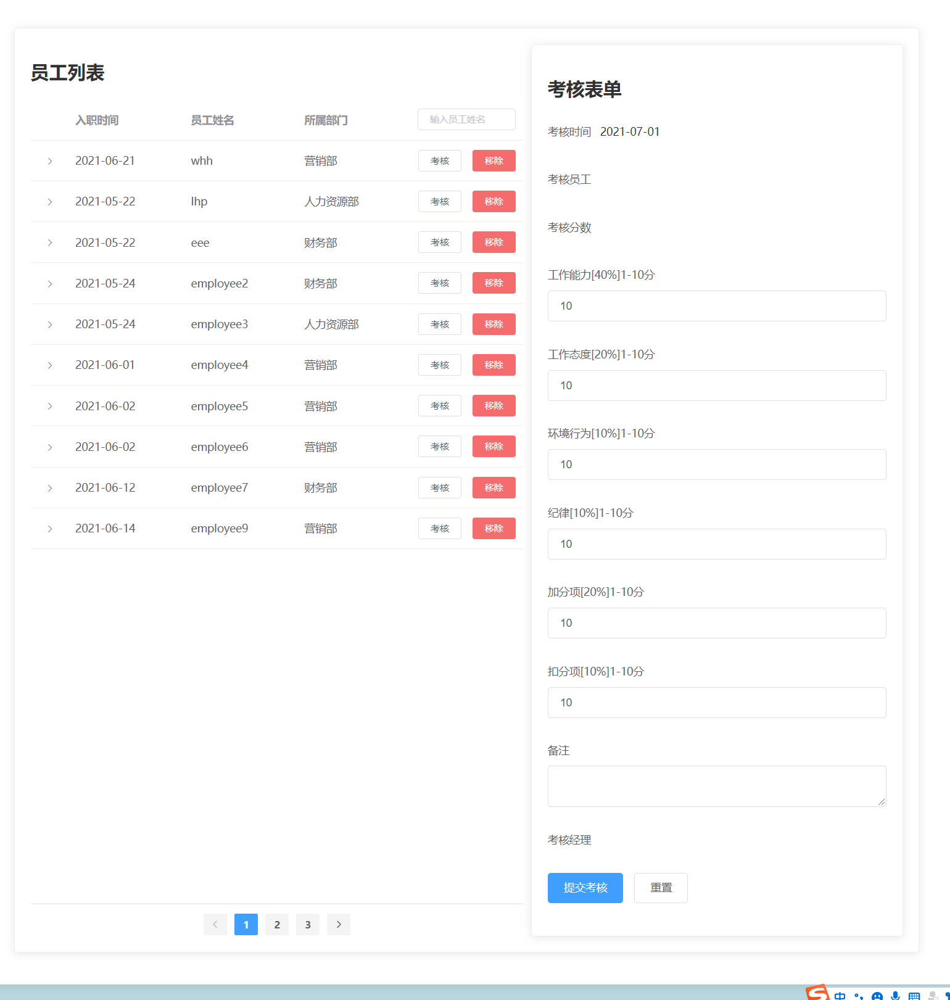 员工列表
入职时间 员工姓名 所属部门 输入员工姓名
2021-06-21 whh 营销部 考核 移除
2021-05-22 lhp 人力资源部 考核 移除
2021-05-22 eee 财务部 考核 移除
2021-05-24 employee2 财务部 考核 移除
2021-05-24 employee3 人力资源部 考核 移除
2021-06-01 employee4 营销部 考核 移除
2021-06-02 employee5 营销部 考核 移除
2021-06-02 employee6 营销部 考核 移除
2021-06-12 employee7 财务部 考核 移除
2021-06-14 employee9 营销部 考核 移除
1 2 3
考核表单
考核时间 2021-07-01
考核员工
考核分数
工作能力[40%]1-10分
10
工作态度[20%]1-10分
10
环境行为[10%]1-10分
10
纪律[10%]1-10分
10
加分项[20%]1-10分
10
扣分项[10%]1-10分
10
备注
考核经理
提交考核 重置
中